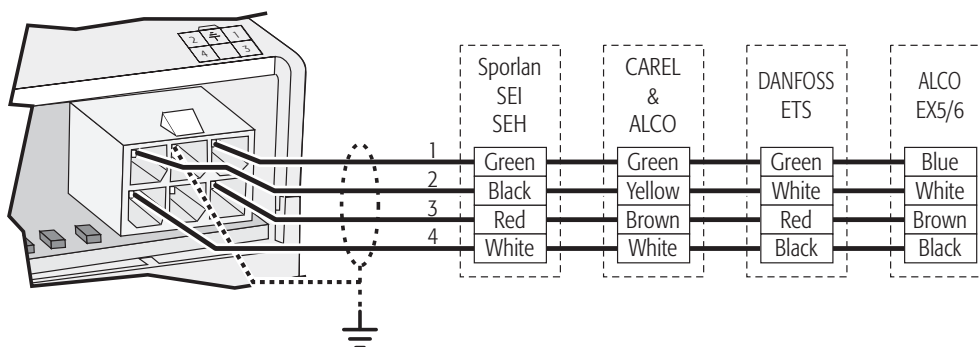 2 1
4 3
Sporlan
SEI
SEH
CAREL
&
ALCO
DANFOSS
ETS
ALCO
EX5/6
1 Green Green Green Blue
2 Black Yellow White White
3 Red Brown Red Brown
4 White White Black Black